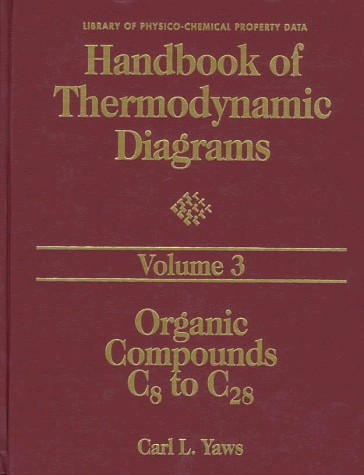 LIBRARY OF PHYSICO-CHEMICAL PROPERTY DATA
Handbook of
Thermodynamic
Diagrams
Volume 3
Organic
Compounds
C₈ to C₂₈
Carl L. Yaws